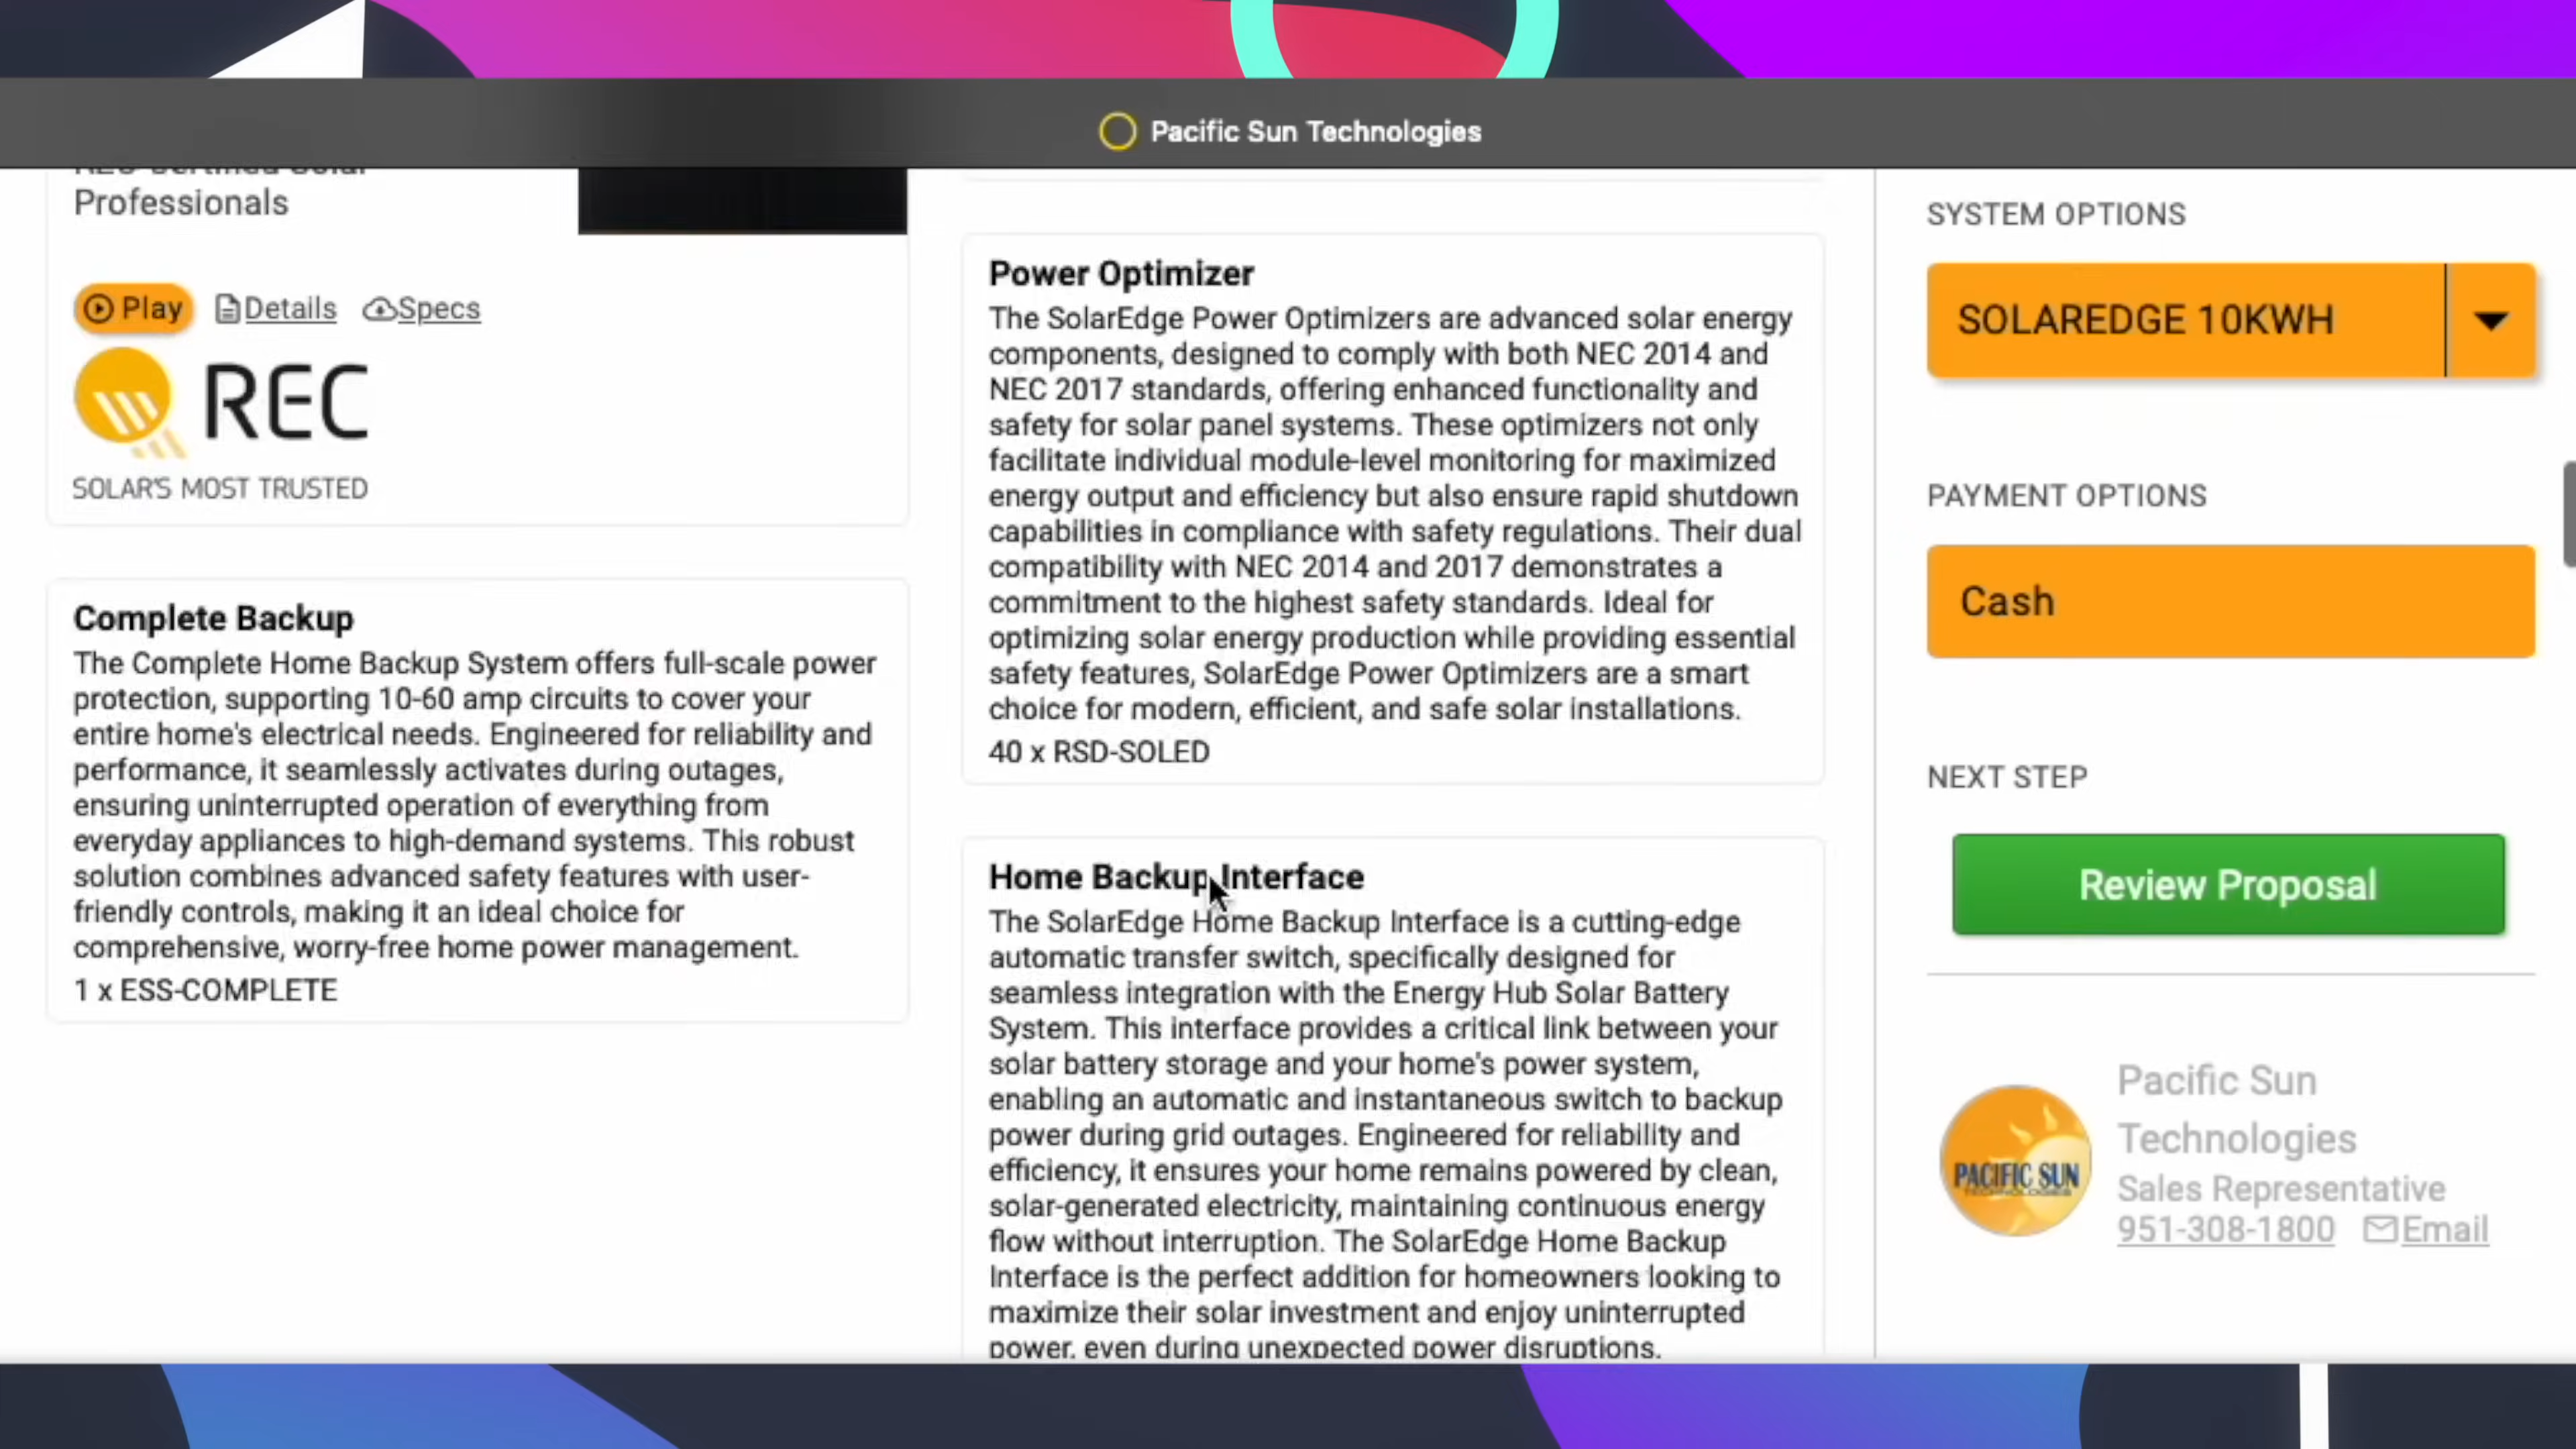 Pacific Sun Technologies
REC Certified Solar
Professionals
Play
Details
Specs
REC
SOLAR'S MOST TRUSTED
Complete Backup
The Complete Home Backup System offers full-scale power
protection, supporting 10-60 amp circuits to cover your
entire home's electrical needs. Engineered for reliability and
performance, it seamlessly activates during outages,
ensuring uninterrupted operation of everything from
everyday appliances to high-demand systems. This robust
solution combines advanced safety features with user-
friendly controls, making it an ideal choice for
comprehensive, worry-free home power management.
1 x ESS-COMPLETE
Power Optimizer
The SolarEdge Power Optimizers are advanced solar energy
components, designed to comply with both NEC 2014 and
NEC 2017 standards, offering enhanced functionality and
safety for solar panel systems. These optimizers not only
facilitate individual module-level monitoring for maximized
energy output and efficiency but also ensure rapid shutdown
capabilities in compliance with safety regulations. Their dual
compatibility with NEC 2014 and 2017 demonstrates a
commitment to the highest safety standards. Ideal for
optimizing solar energy production while providing essential
safety features, SolarEdge Power Optimizers are a smart
choice for modern, efficient, and safe solar installations.
40 x RSD-SOLED
Home Backup Interface
The SolarEdge Home Backup Interface is a cutting-edge
automatic transfer switch, specifically designed for
seamless integration with the Energy Hub Solar Battery
System. This interface provides a critical link between your
solar battery storage and your home's power system,
enabling an automatic and instantaneous switch to backup
power during grid outages. Engineered for reliability and
efficiency, it ensures your home remains powered by clean,
solar-generated electricity, maintaining continuous energy
flow without interruption. The SolarEdge Home Backup
Interface is the perfect addition for homeowners looking to
maximize their solar investment and enjoy uninterrupted
power, even during unexpected power disruptions.
SYSTEM OPTIONS
SOLAREDGE 10KWH
PAYMENT OPTIONS
Cash
NEXT STEP
Review Proposal
PACIFIC SUN
TECHNOLOGIES
Pacific Sun
Technologies
Sales Representative
951-308-1800
Email